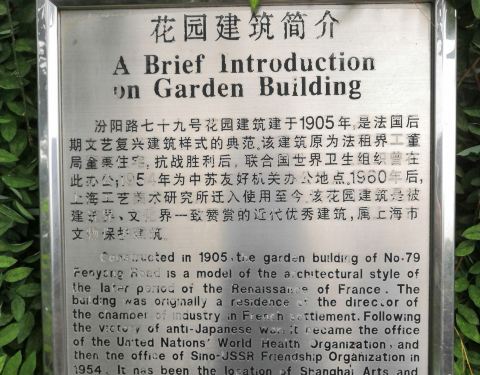 花园建筑简介
A Brief Introduction
on Garden Building
汾阳路七十九号花园建筑建于1905年,是法国后
期文艺复兴建筑样式的典范,该建筑原为法租界工董
局董住宅,抗战胜利后,联合国世界卫生组织曾在
此办公,1954年为中苏友好机关办公地点,1960年后,
上海工艺美术研究所迁入使用至今,该花园建筑是被
建界、文界一致赞赏的近代优秀建筑,属上海市
文保护建筑
Constructed in 1905, the garden building of No·79
Fenyang Road is a model of the architectural style of
the later period of the Renaissance of France. The
building was originally a residence of the director of
the chamber of industry in French settlement. Following
the victory of anti-Japanese war it became the office
of the United Nations' World Health Organization, and
then the office of Sino-JSSR Friendship Organization in
1954. It has been the location of Shanghai Arts and